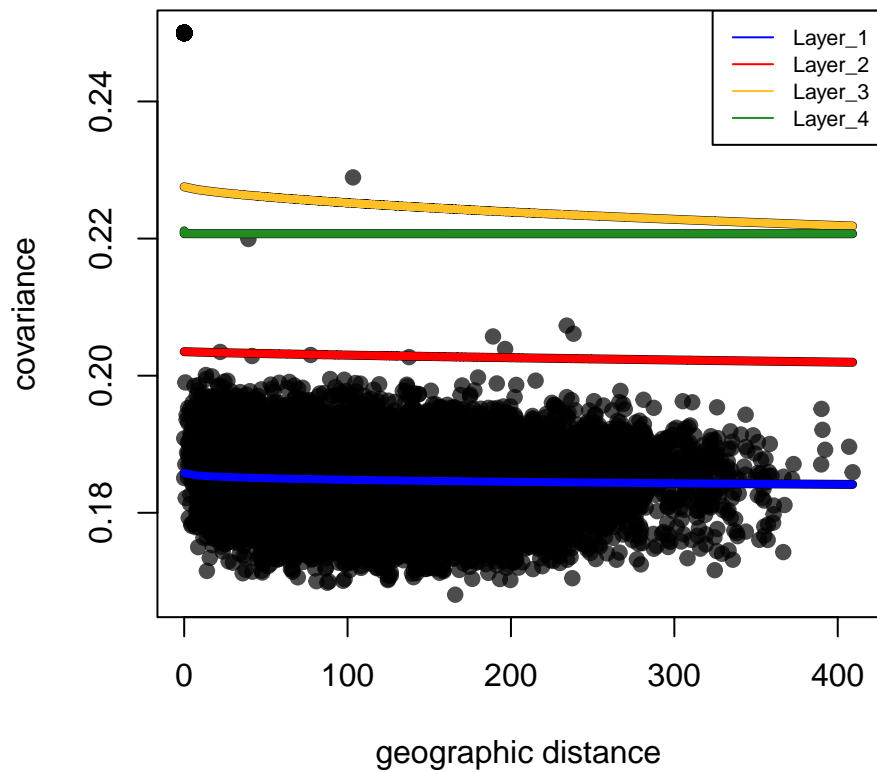 Layer_1
Layer_2
Layer_3
Layer_4
0.24
0.22
0.20
0.18
covariance
0 100 200 300 400
geographic distance